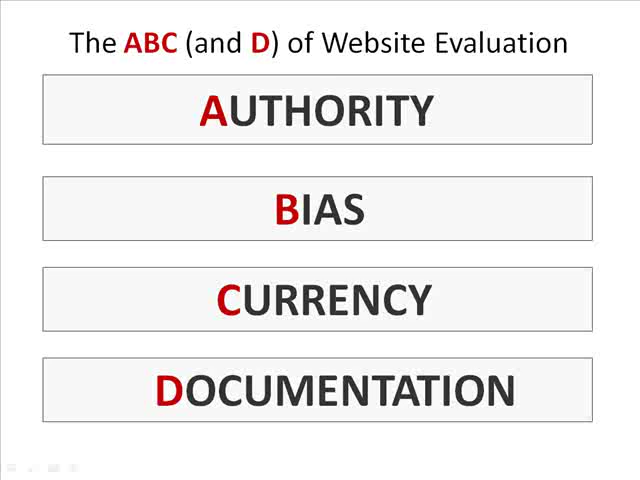 The ABC (and D) of Website Evaluation
AUTHORITY
BIAS
CURRENCY
DOCUMENTATION